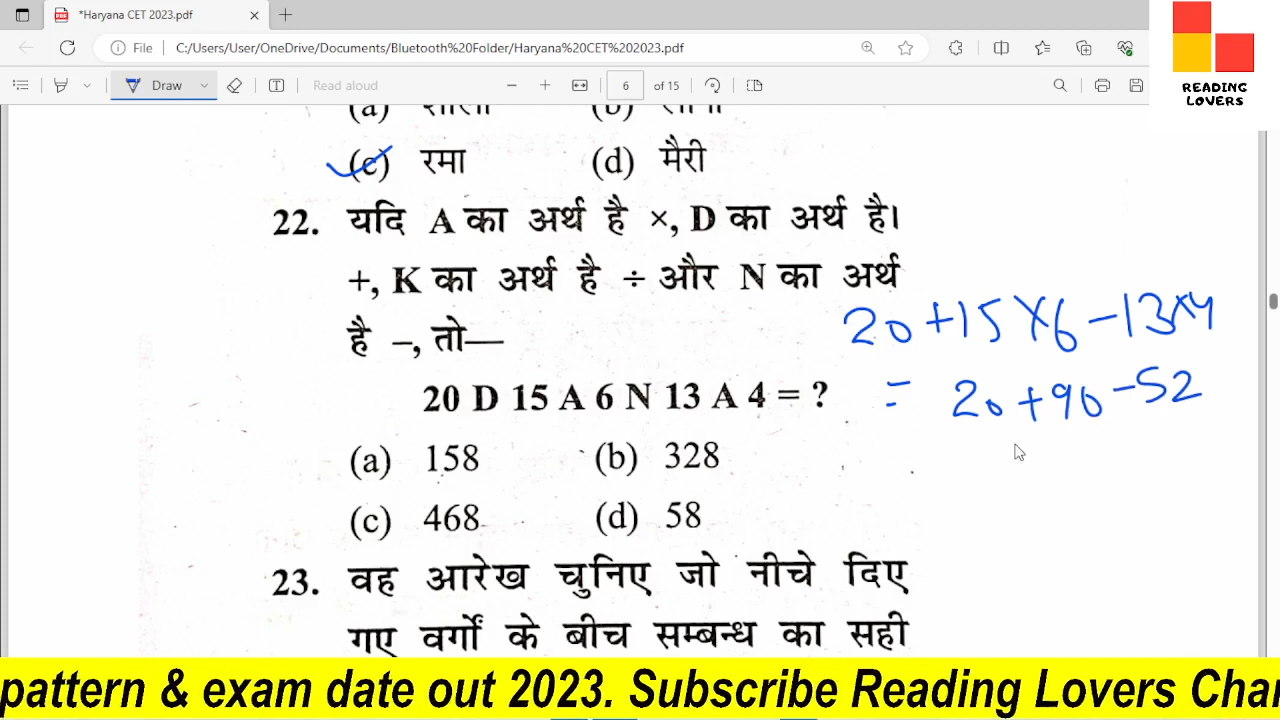 *Haryana CET 2023.pdf
File C:/Users/User/OneDrive/Documents/Bluetooth%20Folder/Haryana%20CET%202023.pdf
Draw Read aloud 6 of 15
READING
LOVERS
(a) शीला (b)
(c) रमा (d) मैरी
22. यदि A का अर्थ है ×, D का अर्थ है।
+, K का अर्थ है ÷ और N का अर्थ
है –, तो—
20 D 15 A 6 N 13 A 4 = ?
20 + 15 × 6 – 13 × 4
= 20 + 90 – 52
(a) 158 (b) 328
(c) 468 (d) 58
23. वह आरेख चुनिए जो नीचे दिए
गए वर्गों के बीच सम्बन्ध का सही
pattern & exam date out 2023. Subscribe Reading Lovers Chan